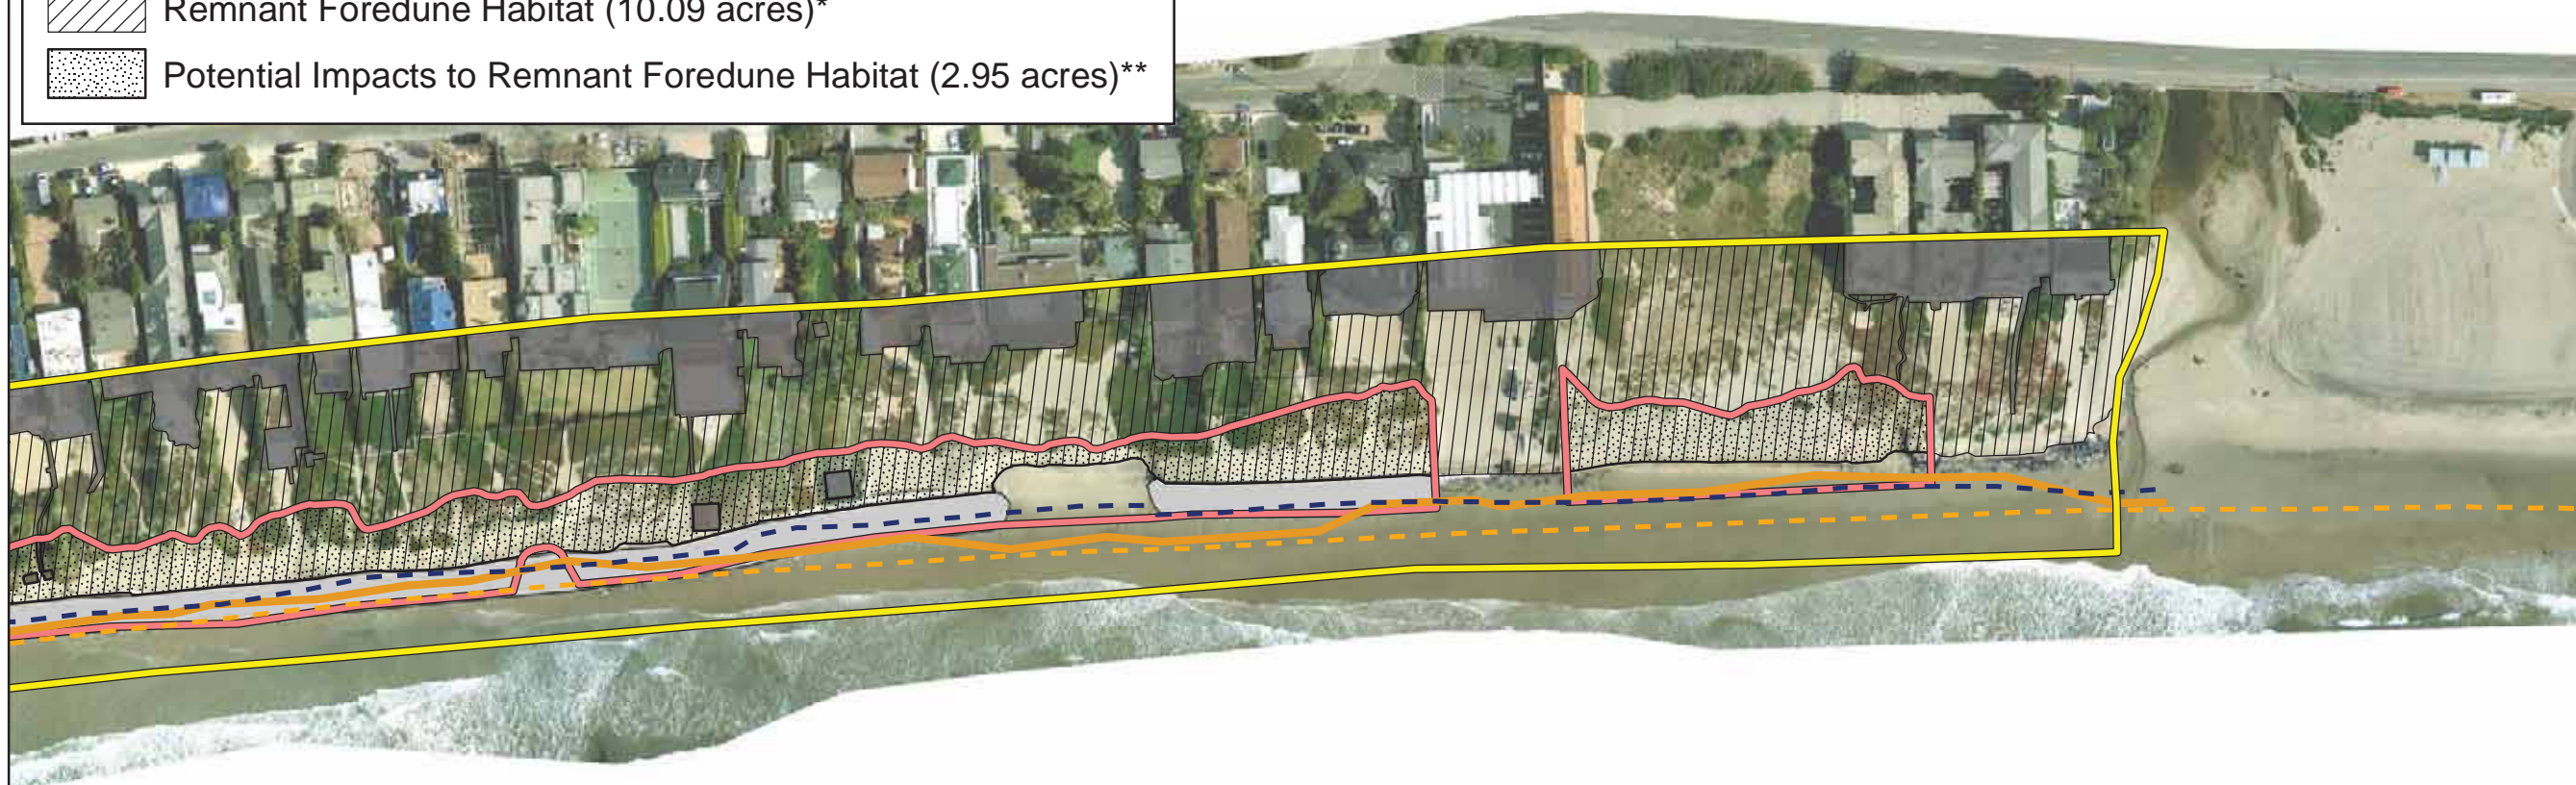 Remnant Foredune Habitat (10.09 acres)*
Potential Impacts to Remnant Foredune Habitat (2.95 acres)**